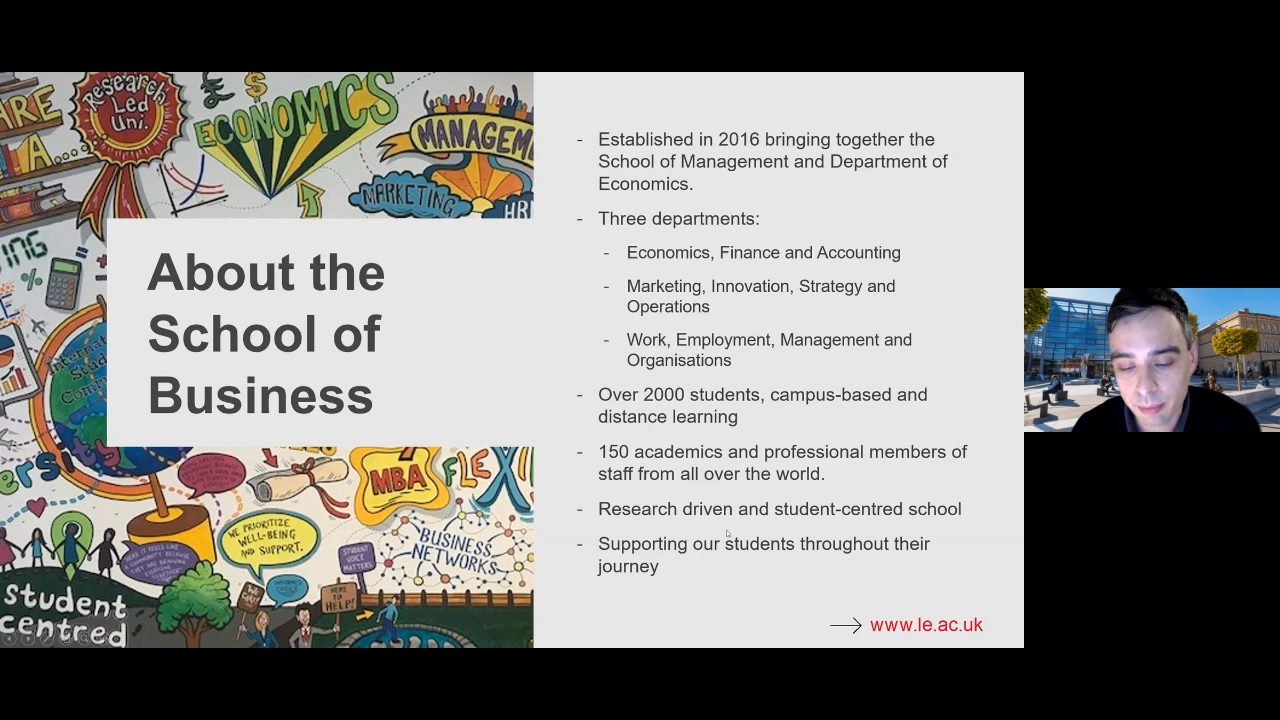 ARE
Research
Led
Uni.
£ $
ECONOMICS
MANAGEM
A....
MARKETING
HR
%
About the
School of
Business
- Established in 2016 bringing together the
School of Management and Department of
Economics.
- Three departments:
- Economics, Finance and Accounting
- Marketing, Innovation, Strategy and
Operations
- Work, Employment, Management and
Organisations
- Over 2000 students, campus-based and
distance learning
- 150 academics and professional members of
staff from all over the world.
- Research driven and student-centred school
- Supporting our students throughout their
journey
→ www.le.ac.uk
MBA
FLEXI
WE PRIORITIZE
WELL-BEING
AND SUPPORT.
BUSINESS
NETWORKS
STUDENT
VOICE
MATTERS
HERE
TO
HELP!
student
centred